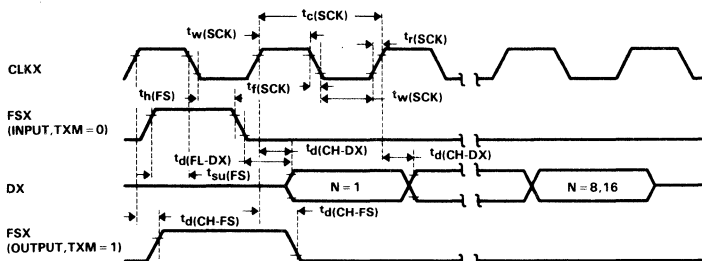 tc(SCK)
tw(SCK)
tr(SCK)
CLKX
th(FS)
tf(SCK)
tw(SCK)
FSX
(INPUT,TXM=0)
td(CH-DX)
td(CH-DX)
td(FL-DX)
tsu(FS)
DX
N=1
N=8,16
td(CH-FS)
td(CH-FS)
FSX
(OUTPUT,TXM=1)